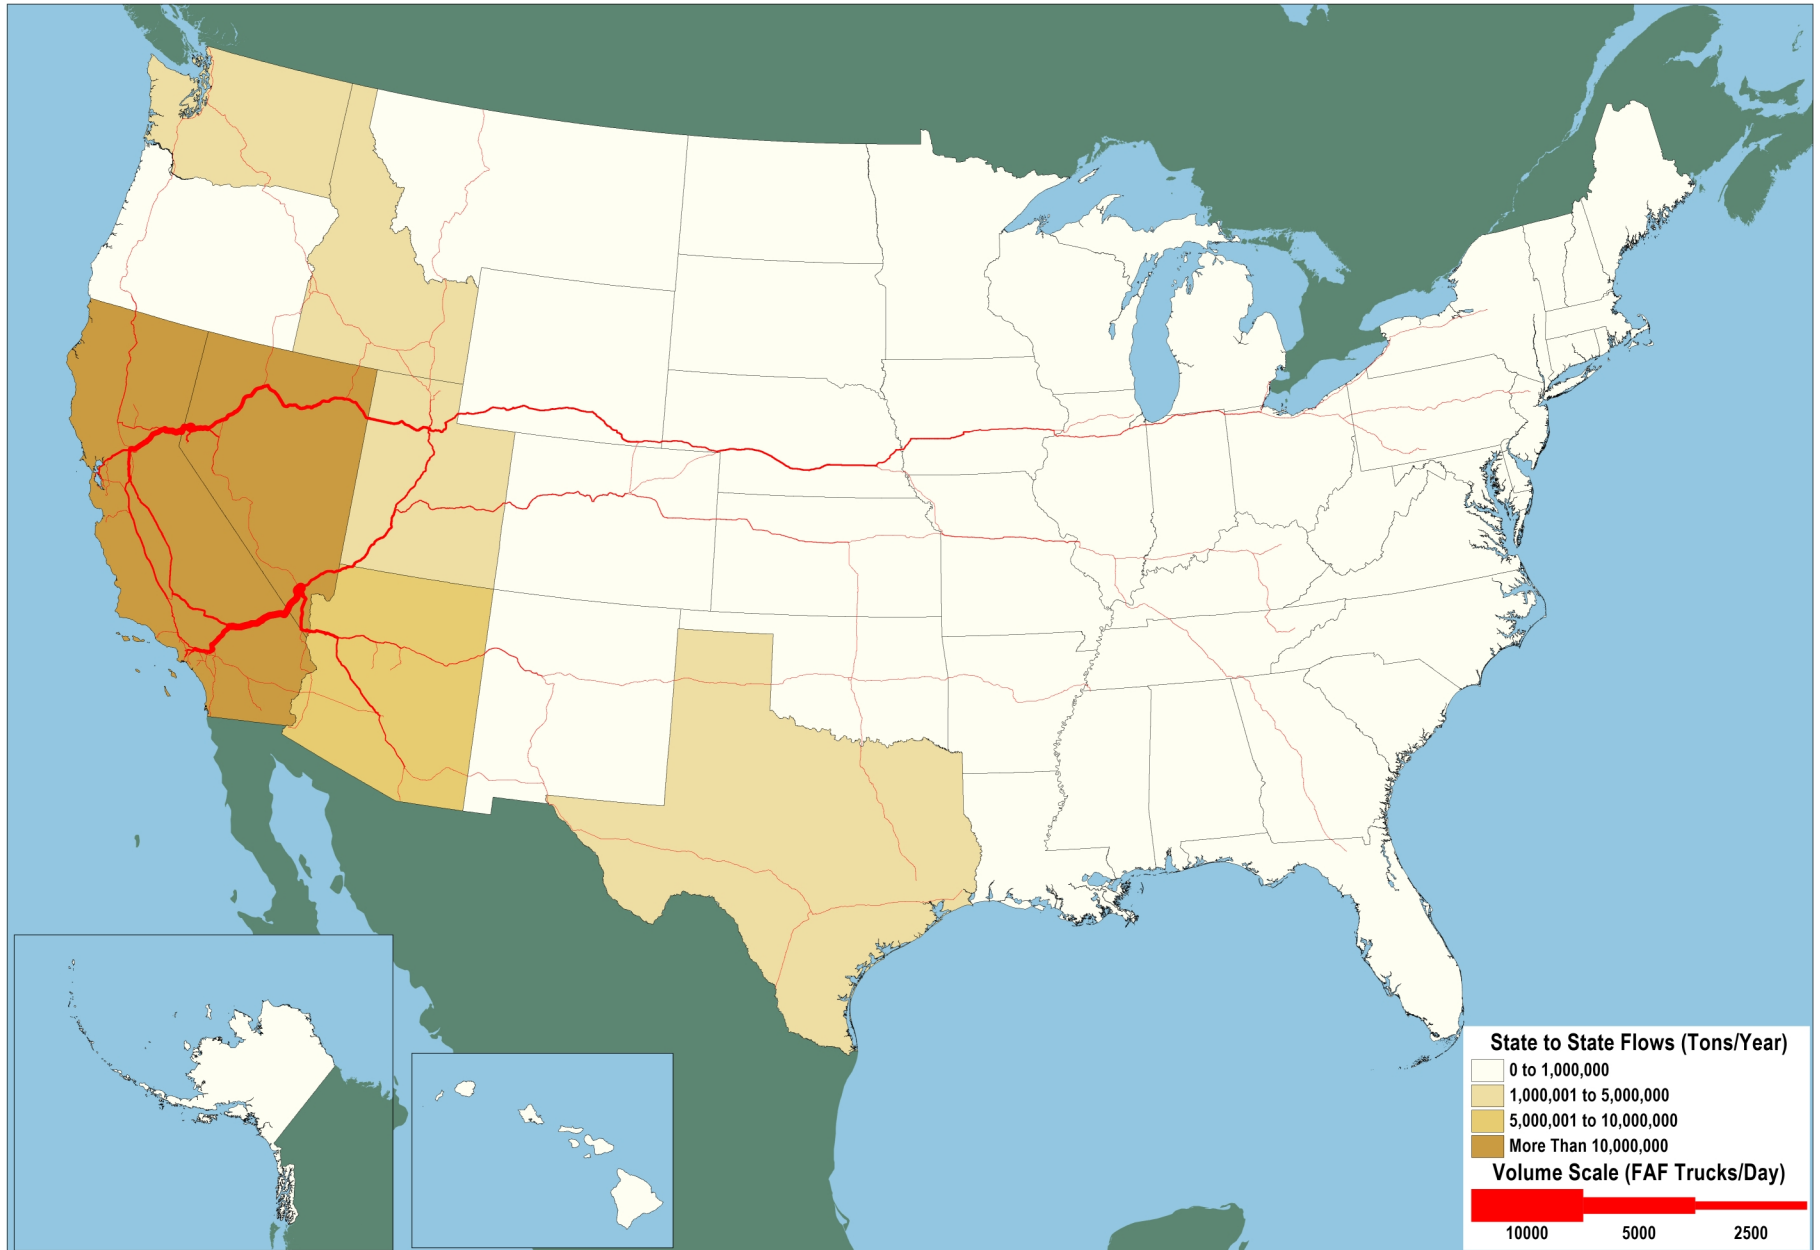 State to State Flows (Tons/Year)
0 to 1,000,000
1,000,001 to 5,000,000
5,000,001 to 10,000,000
More Than 10,000,000
Volume Scale (FAF Trucks/Day)
10000 5000 2500